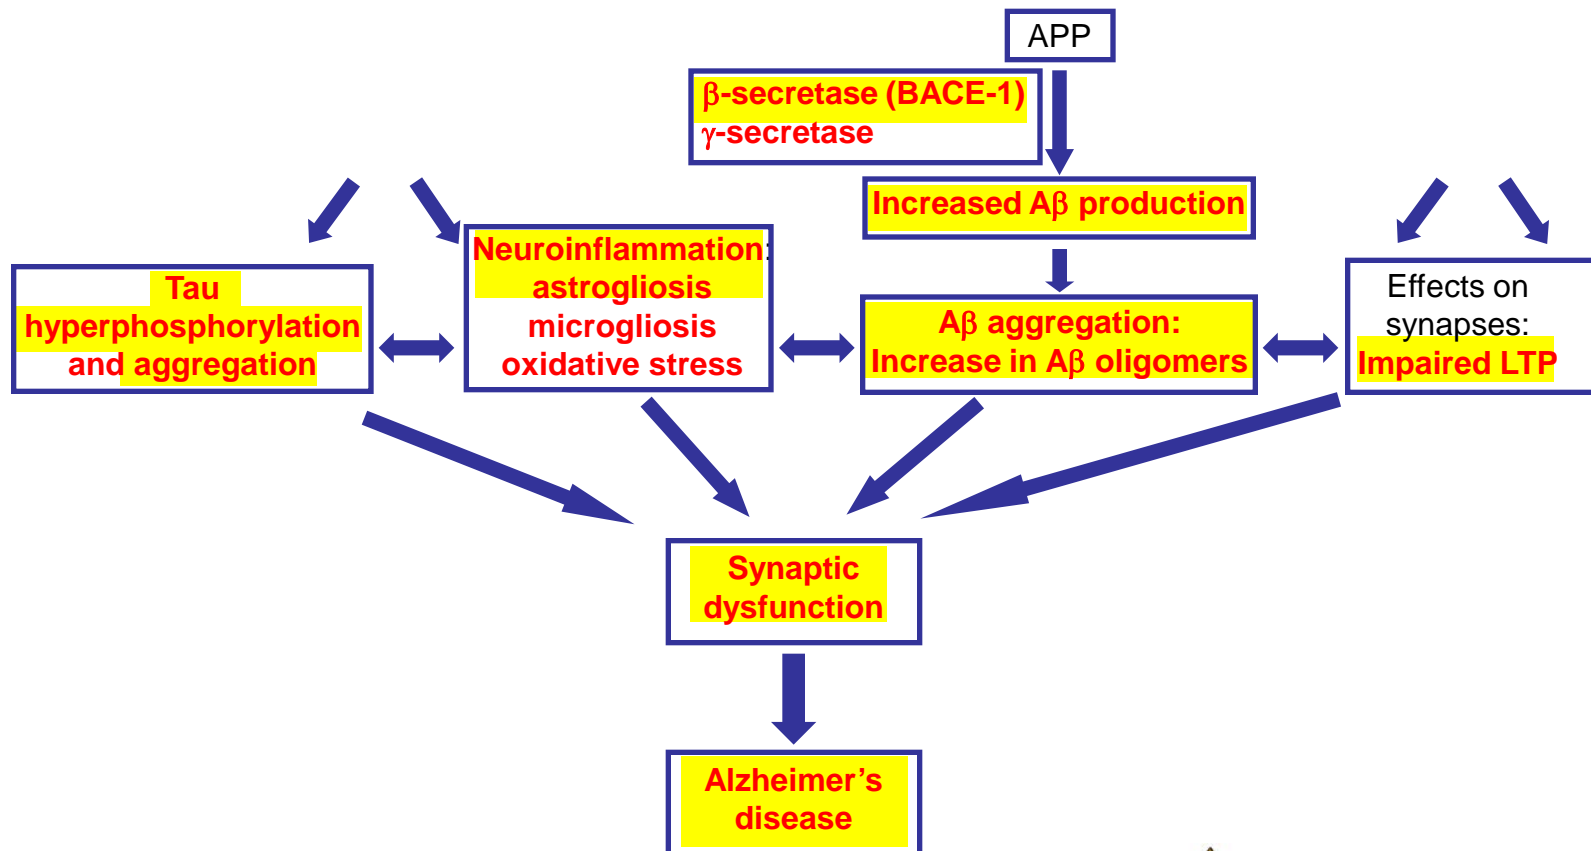 APP
β-secretase (BACE-1)
γ-secretase
Increased Aβ production
Tau
hyperphosphorylation
and aggregation
Neuroinflammation:
astrogliosis
microgliosis
oxidative stress
Aβ aggregation:
Increase in Aβ oligomers
Effects on
synapses:
Impaired LTP
Synaptic
dysfunction
Alzheimer’s
disease